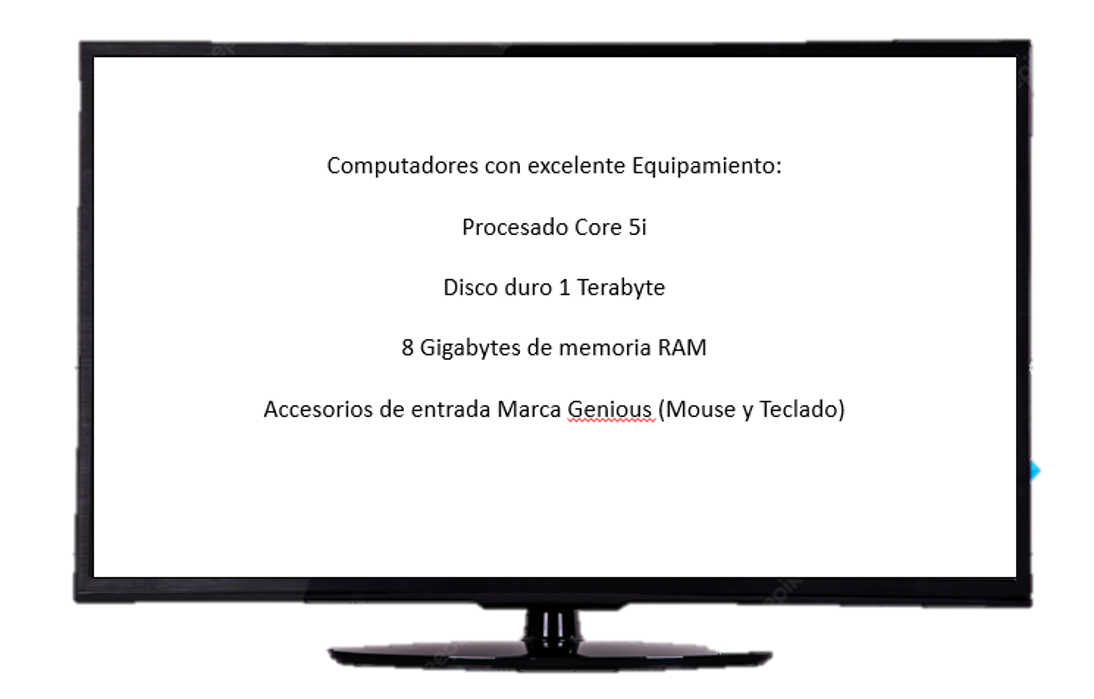 Computadores con excelente Equipamiento:
Procesado Core 5i
Disco duro 1 Terabyte
8 Gigabytes de memoria RAM
Accesorios de entrada Marca Genious (Mouse y Teclado)